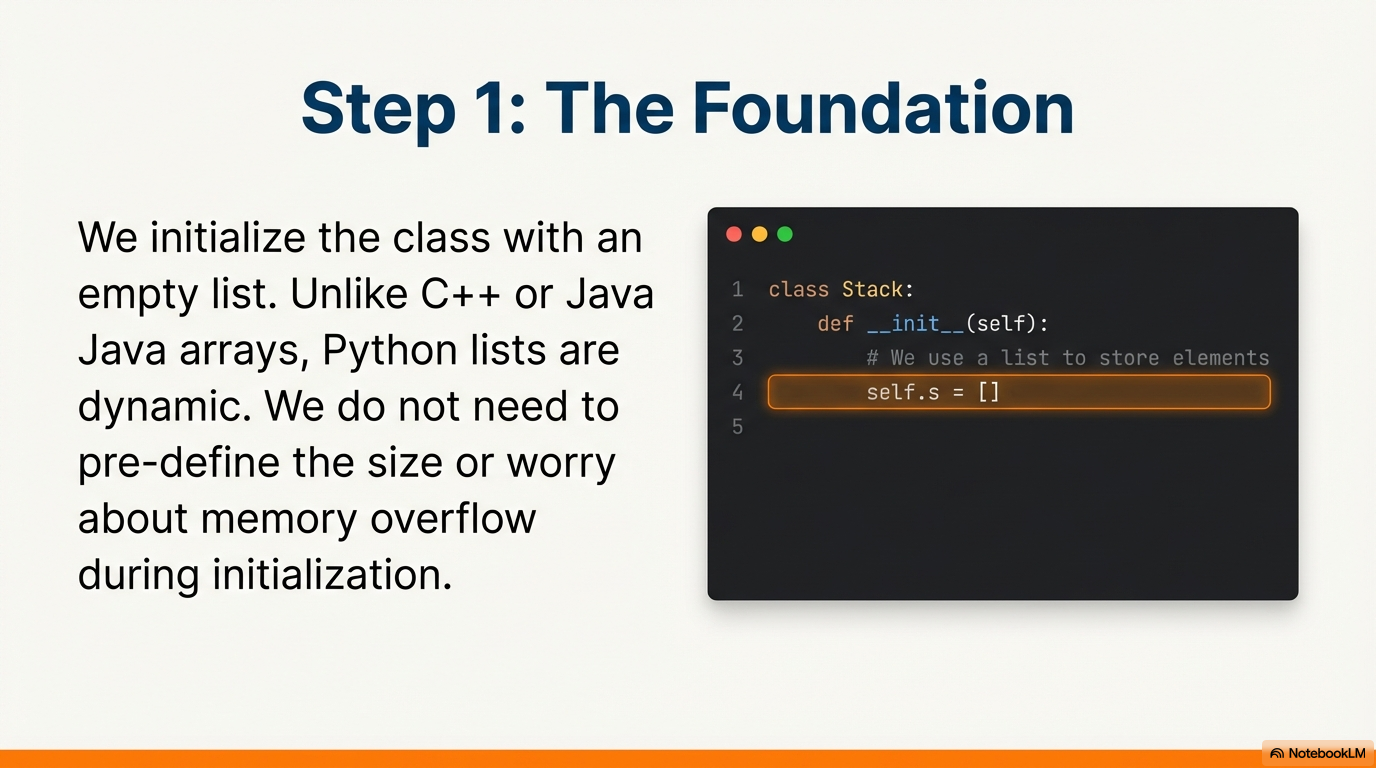 Step 1: The Foundation
We initialize the class with an
empty list. Unlike C++ or Java
Java arrays, Python lists are
dynamic. We do not need to
pre-define the size or worry
about memory overflow
during initialization.
1 class Stack:
2     def __init__(self):
3         # We use a list to store elements
4         self.s = []
5
NotebookLM